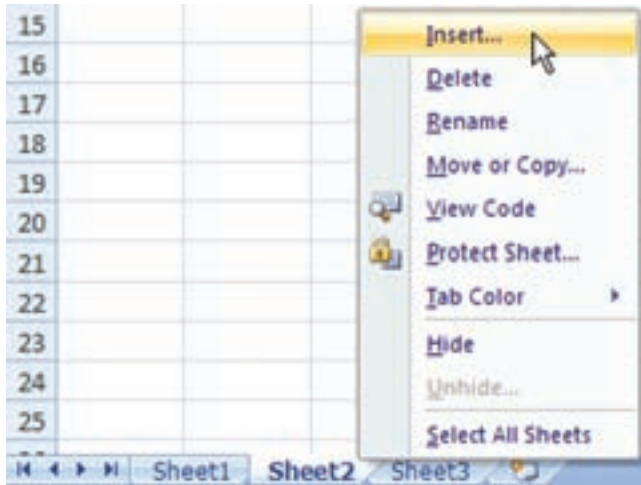 15
16
17
18
19
20
21
22
23
24
25
Insert...
Delete
Rename
Move or Copy...
View Code
Protect Sheet...
Tab Color
Hide
Unhide...
Select All Sheets
Sheet1 Sheet2 Sheet3